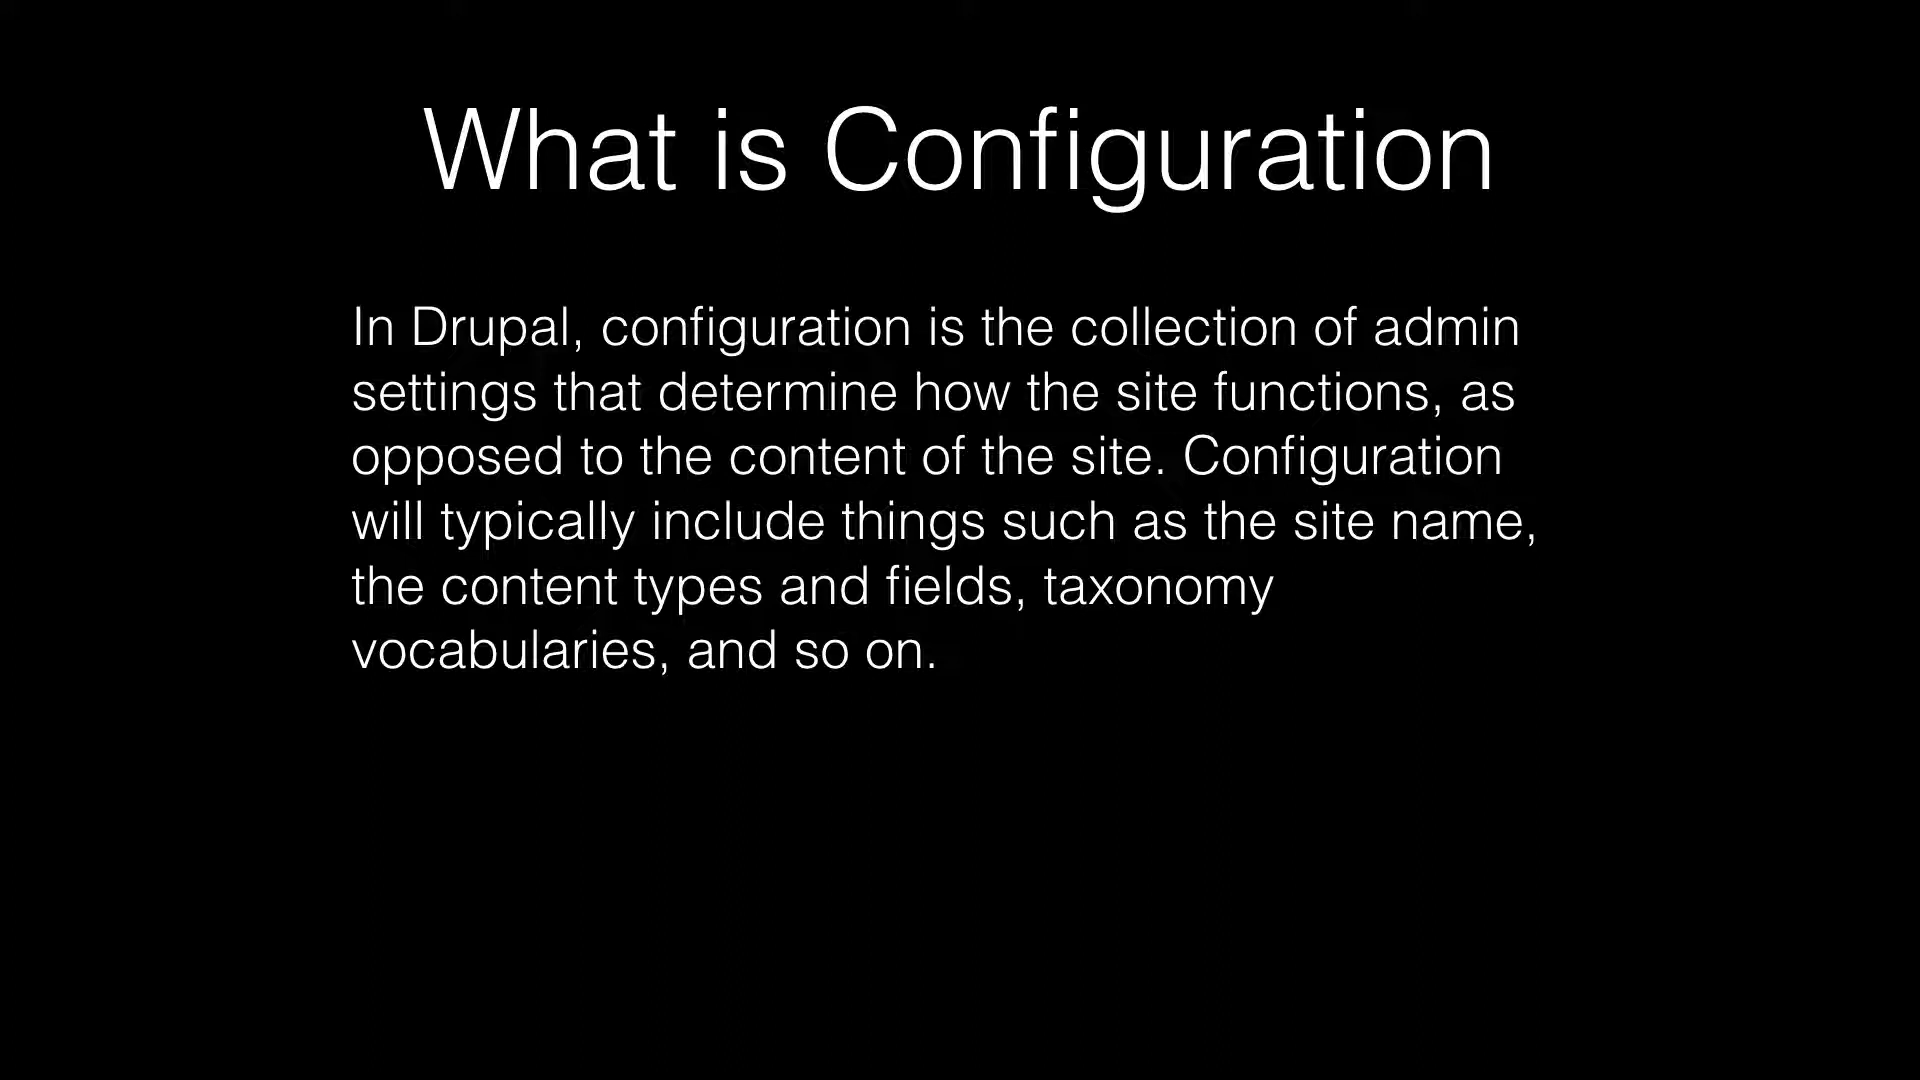 What is Configuration
In Drupal, configuration is the collection of admin
settings that determine how the site functions, as
opposed to the content of the site. Configuration
will typically include things such as the site name,
the content types and fields, taxonomy
vocabularies, and so on.